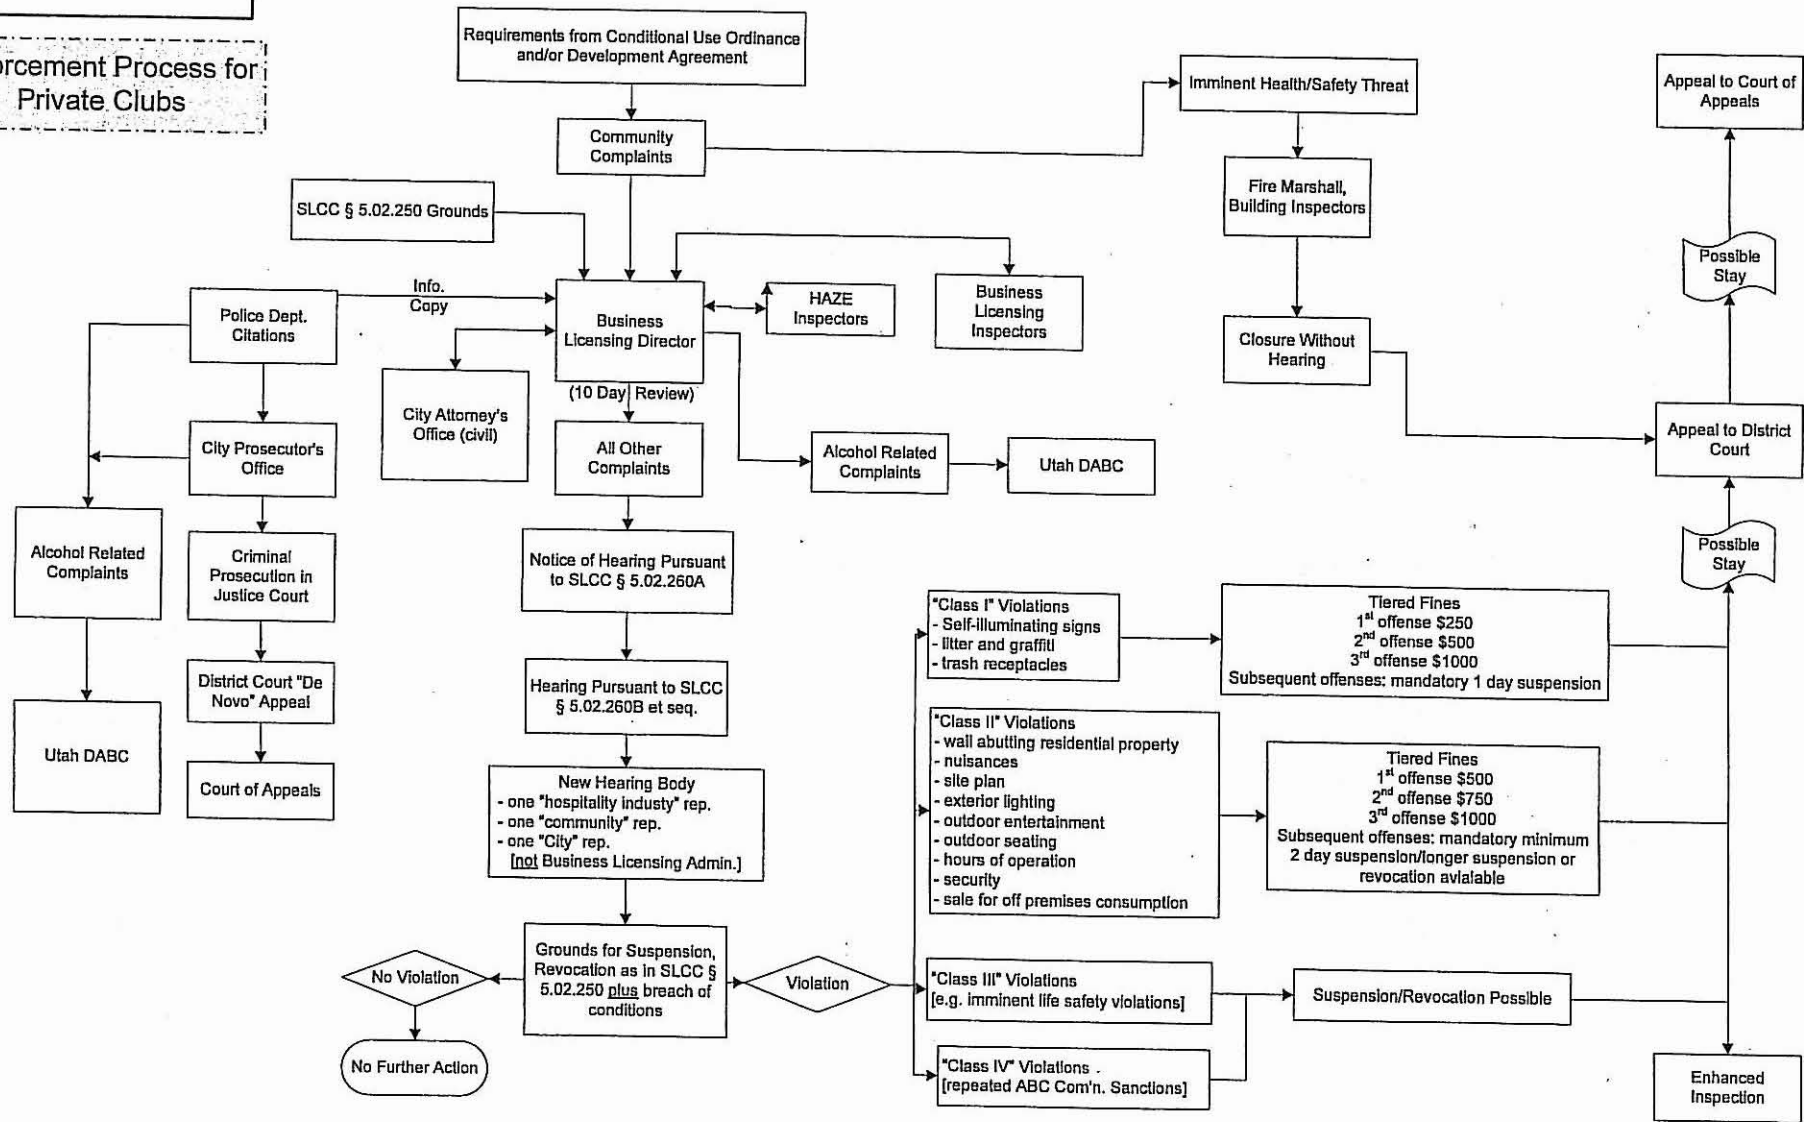 orcement Process for
Private Clubs
Requirements from Conditional Use Ordinance
and/or Development Agreement
Community
Complaints
Imminent Health/Safety Threat
Appeal to Court of
Appeals
SLCC § 5.02.250 Grounds
Fire Marshall,
Building Inspectors
Possible
Stay
Police Dept.
Citations
Info.
Copy
Business
Licensing Director
(10 Day Review)
HAZE
Inspectors
Business
Licensing
Inspectors
Closure Without
Hearing
City Attorney's
Office (civil)
City Prosecutor's
Office
All Other
Complaints
Alcohol Related
Complaints
Utah DABC
Appeal to District
Court
Alcohol Related
Complaints
Criminal
Prosecution in
Justice Court
Notice of Hearing Pursuant
to SLCC § 5.02.260A
Possible
Stay
"Class I" Violations
- Self-illuminating signs
- litter and graffiti
- trash receptacles
Tiered Fines
1st offense $250
2nd offense $500
3rd offense $1000
Subsequent offenses: mandatory 1 day suspension
District Court "De
Novo" Appeal
Hearing Pursuant to SLCC
§ 5.02.260B et seq.
Utah DABC
Court of Appeals
"Class II" Violations
- wall abutting residential property
- nuisances
- site plan
- exterior lighting
- outdoor entertainment
- outdoor seating
- hours of operation
- security
- sale for off premises consumption
Tiered Fines
1st offense $500
2nd offense $750
3rd offense $1000
Subsequent offenses: mandatory minimum
2 day suspension/longer suspension or
revocation avialable
New Hearing Body
- one "hospitality industy" rep.
- one "community" rep.
- one "City" rep.
[not Business Licensing Admin.]
No Violation
Grounds for Suspension,
Revocation as in SLCC §
5.02.250 plus breach of
conditions
Violation
"Class III" Violations
[e.g. imminent life safety violations]
Suspension/Revocation Possible
No Further Action
"Class IV" Violations
[repeated ABC Com'n. Sanctions]
Enhanced
Inspection